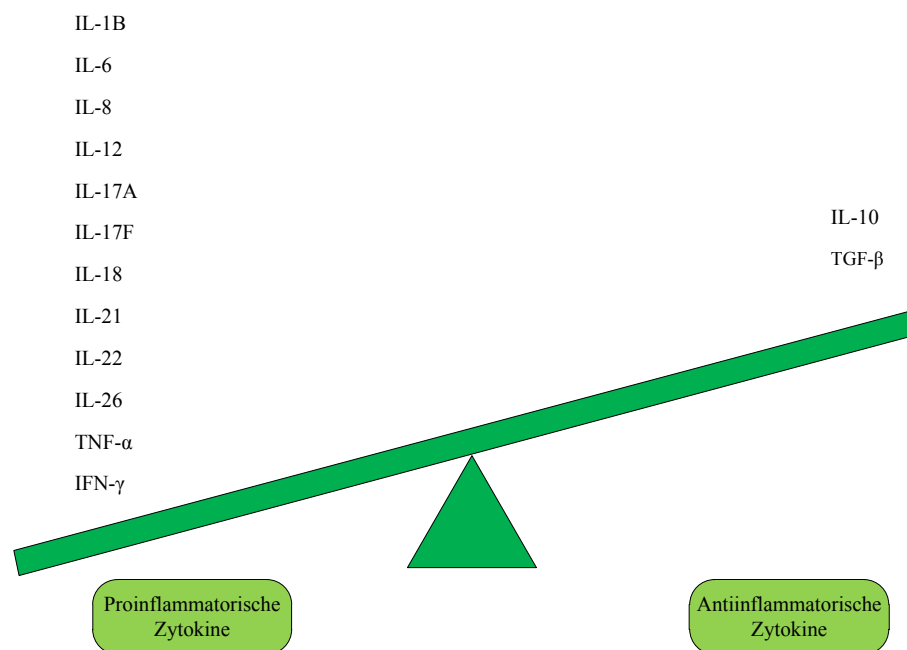 IL-1B
IL-6
IL-8
IL-12
IL-17A
IL-17F
IL-18
IL-21
IL-22
IL-26
TNF-α
IFN-γ
IL-10
TGF-β
Proinflammatorische
Zytokine
Antiinflammatorische
Zytokine